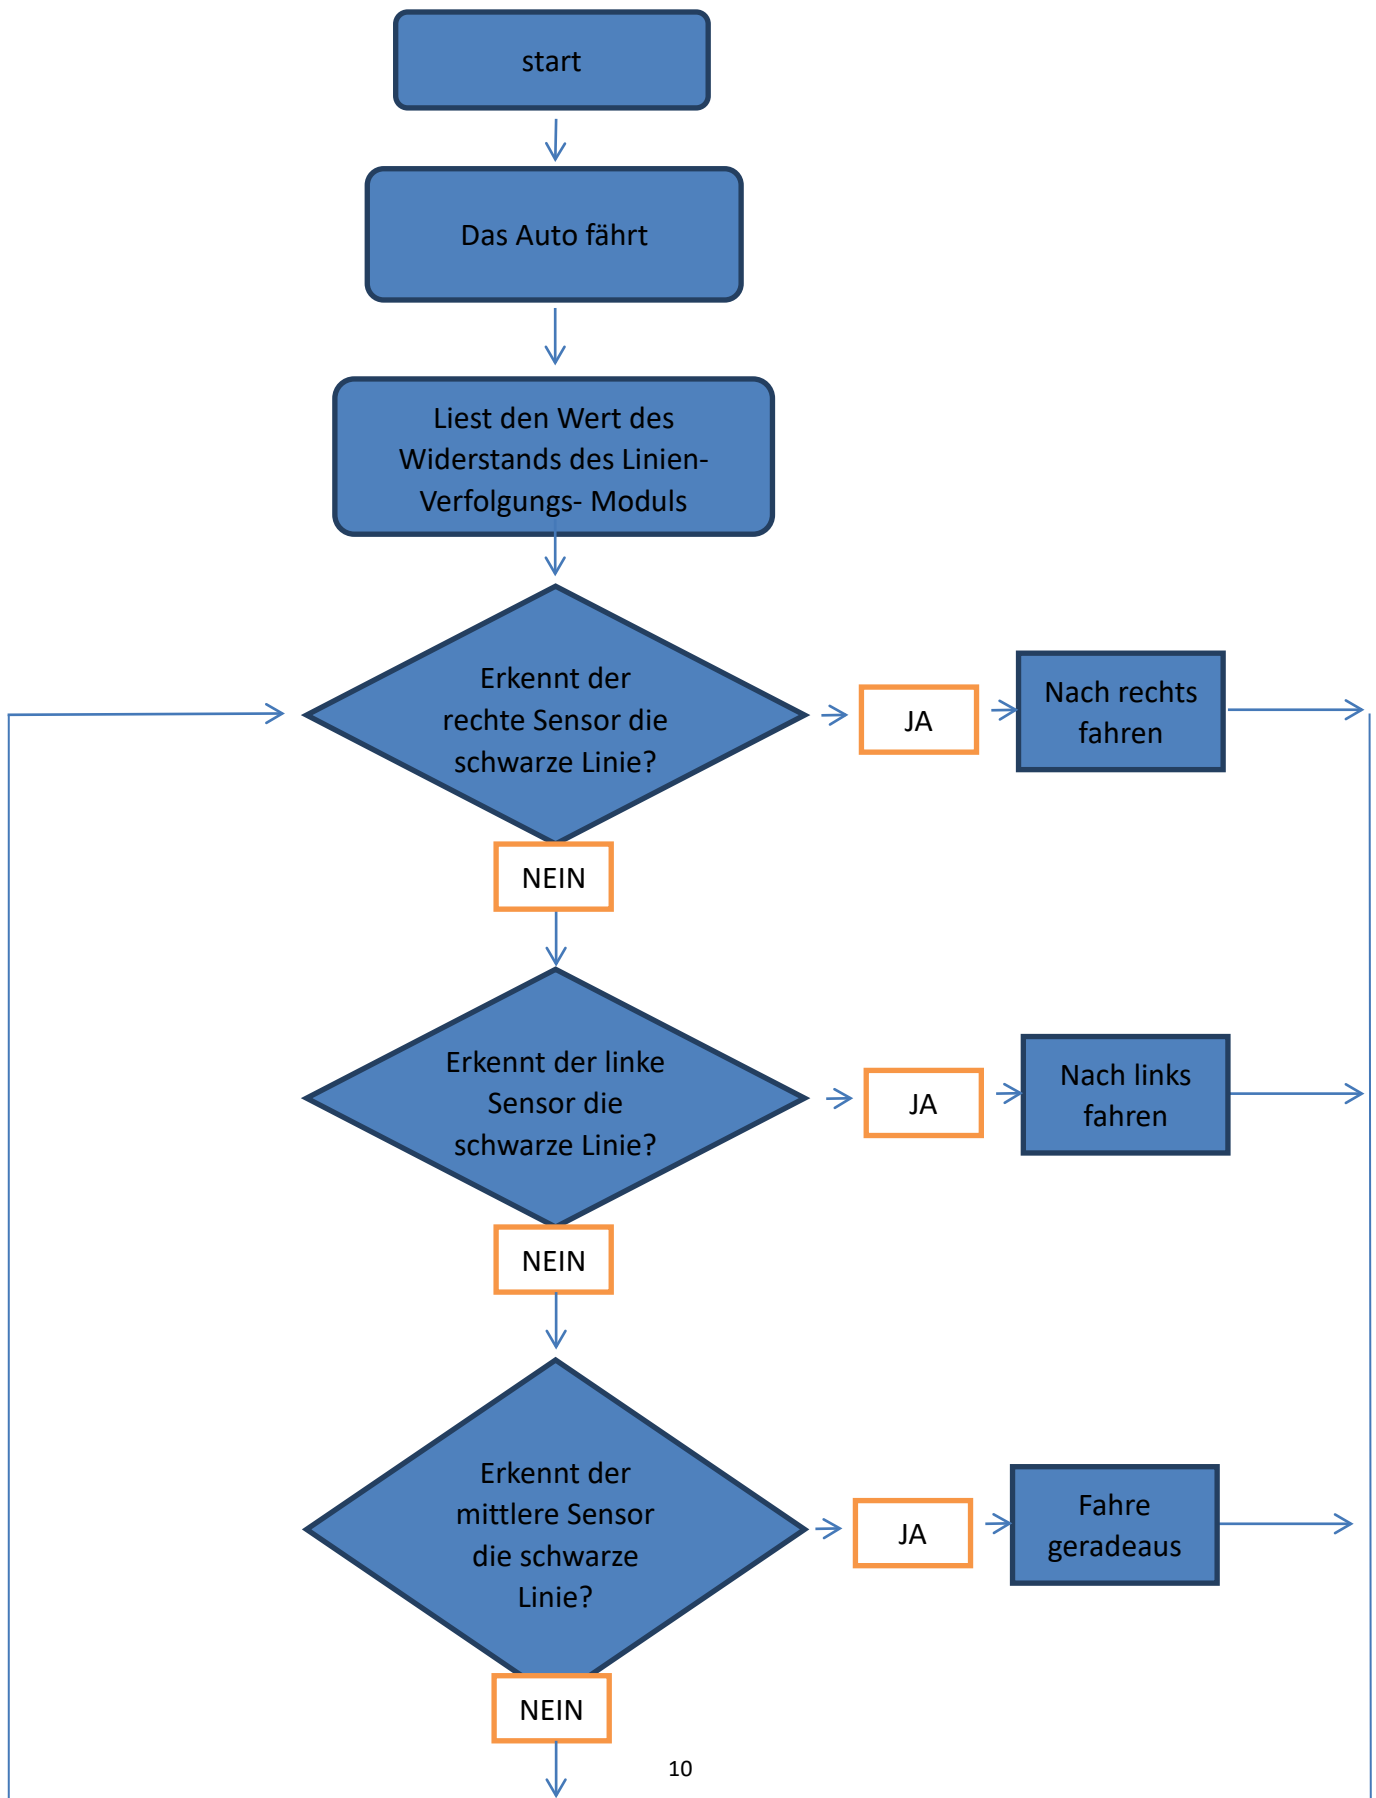 start
Das Auto fährt
Liest den Wert des
Widerstands des Linien-
Verfolgungs- Moduls
Erkennt der
rechte Sensor die
schwarze Linie?
JA
Nach rechts
fahren
NEIN
Erkennt der linke
Sensor die
schwarze Linie?
JA
Nach links
fahren
NEIN
Erkennt der
mittlere Sensor
die schwarze
Linie?
JA
Fahre
geradeaus
NEIN
10